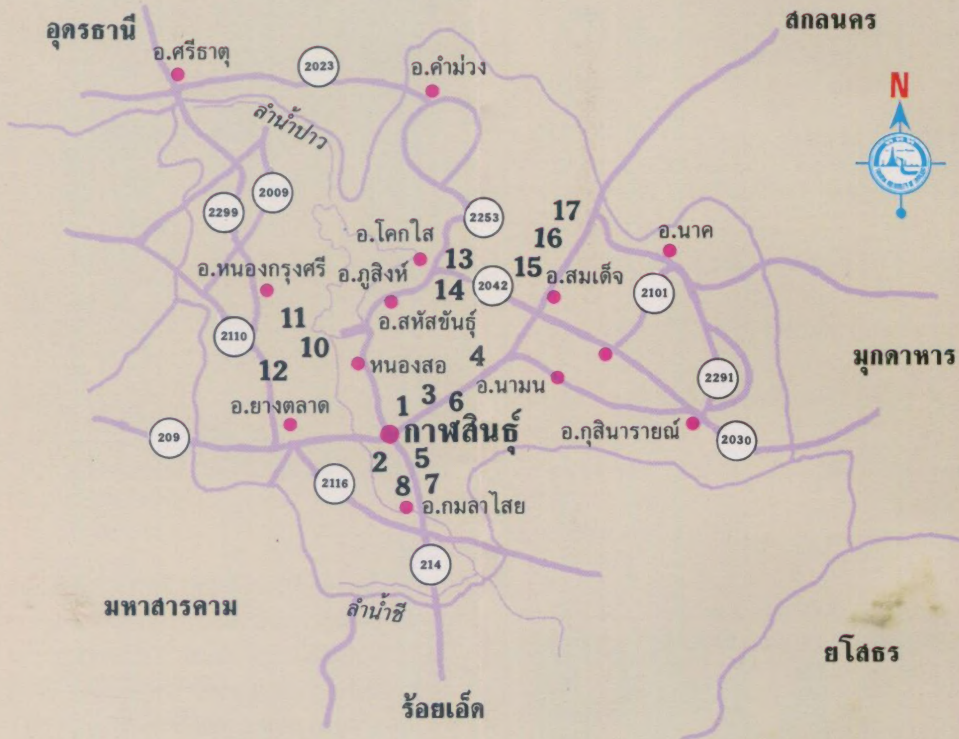 สกลนคร
อุดรธานี
อ.ศรีธาตุ
2023
อ.คำม่วง
N
ลำน้ำปาว
2009
2299
2253
17
อ.โคกใส
16
อ.นาค
13
15
อ.หนองกรุงศรี
อ.ภูสิงห์
2042
อ.สมเด็จ
14
2101
11
อ.สหัสขันธุ์
2110
10
12
หนองสอ
4
มุกดาหาร
อ.นามน
2291
1
3
6
อ.ยางตลาด
กาฬสินธุ์
อ.กุสินารายณ์
209
2030
2
5
2116
8
7
อ.กมลาไสย
214
มหาสารคาม
ลำน้ำชี
ยโสธร
ร้อยเอ็ด